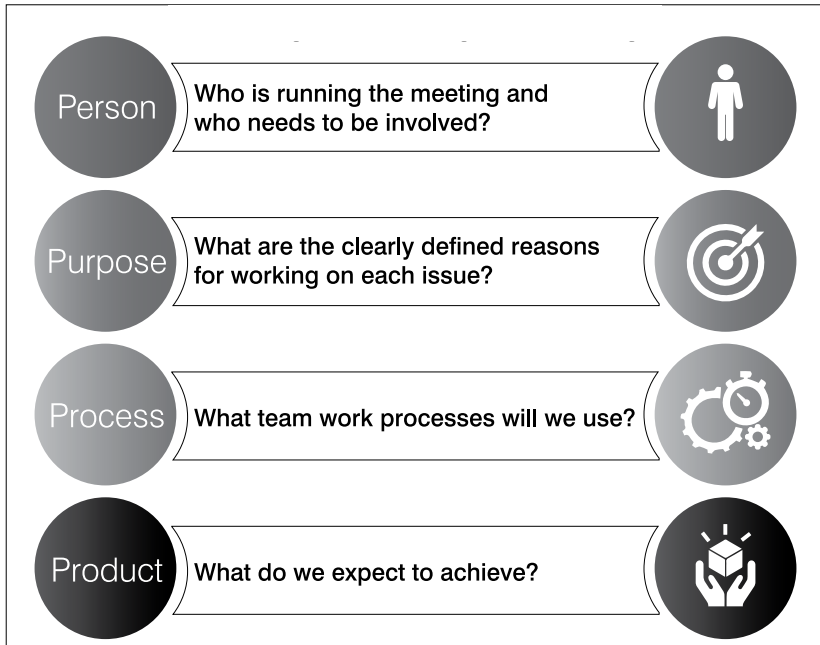 Person
Who is running the meeting and
who needs to be involved?
Purpose
What are the clearly defined reasons
for working on each issue?
Process
What team work processes will we use?
Product
What do we expect to achieve?